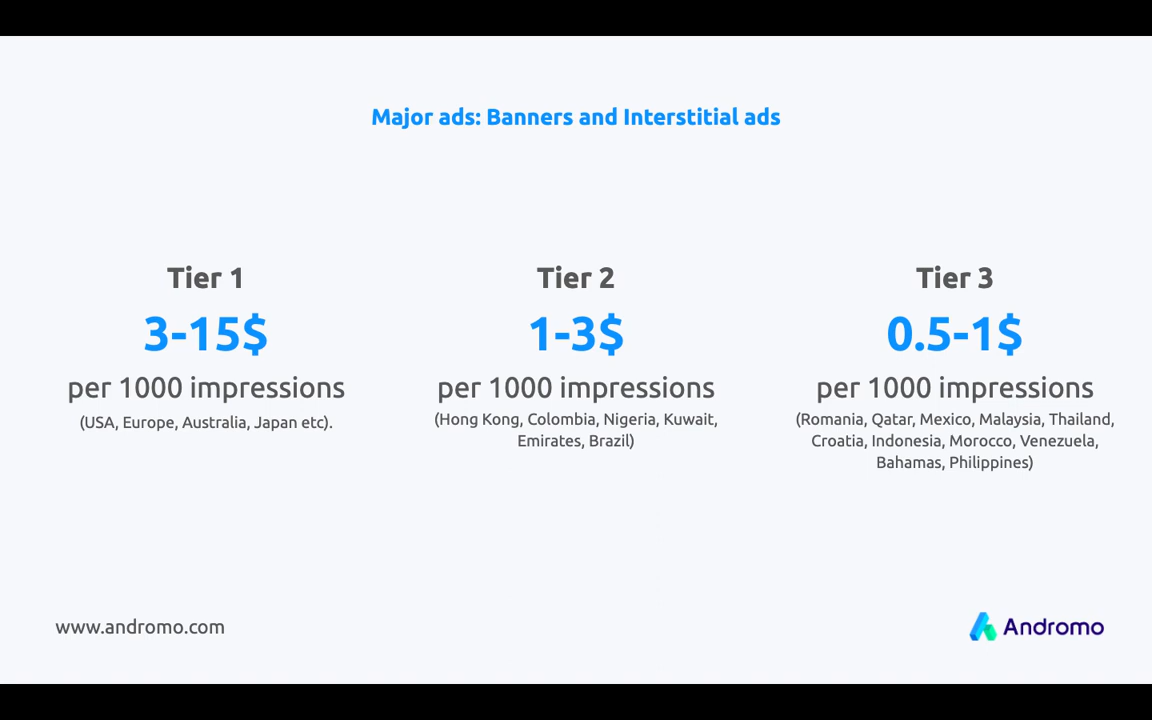 Major ads: Banners and Interstitial ads
Tier 1
3-15$
per 1000 impressions
(USA, Europe, Australia, Japan etc).
Tier 2
1-3$
per 1000 impressions
(Hong Kong, Colombia, Nigeria, Kuwait,
Emirates, Brazil)
Tier 3
0.5-1$
per 1000 impressions
(Romania, Qatar, Mexico, Malaysia, Thailand,
Croatia, Indonesia, Morocco, Venezuela,
Bahamas, Philippines)
www.andromo.com
Andromo